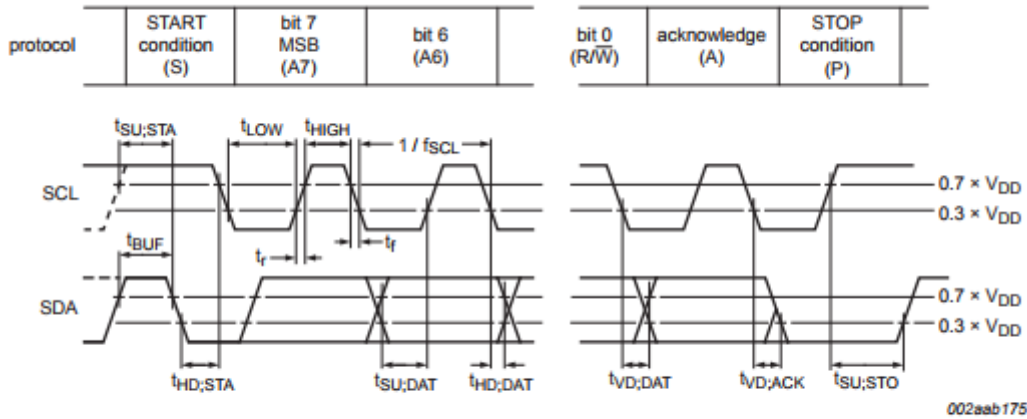 protocol
START
condition
(S)
bit 7
MSB
(A7)
bit 6
(A6)
bit 0
(R/W̅)
acknowledge
(A)
STOP
condition
(P)
tSU;STA
tLOW
tHIGH
1 / fSCL
SCL
0.7 × VDD
0.3 × VDD
tBUF
tr
tf
SDA
0.7 × VDD
0.3 × VDD
tHD;STA
tSU;DAT
tHD;DAT
tVD;DAT
tVD;ACK
tSU;STO
002aab175